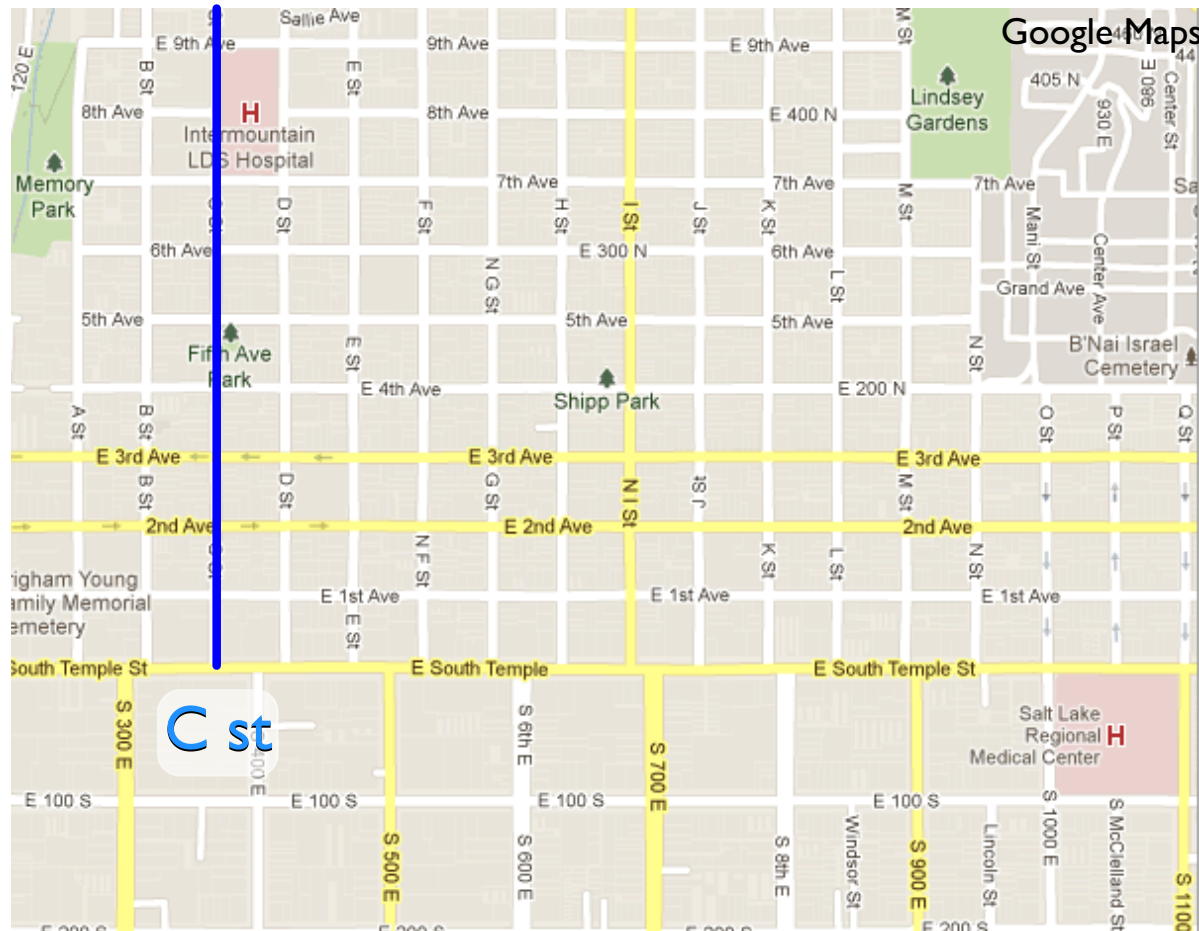 Sallie Ave
Google Maps
E 9th Ave
9th Ave
E 9th Ave
M St
120 E
B St
E St
405 N
E 086
Center St
44
8th Ave
H
8th Ave
E 400 N
Lindsey
Gardens
930 E
Intermountain
LDS Hospital
Memory
Park
7th Ave
7th Ave
7th Ave
Sa
D St
F St
H St
I St
J St
K St
M St
Mani St
Center Ave
6th Ave
E 300 N
6th Ave
N G St
L St
Grand Ave
5th Ave
5th Ave
5th Ave
Fifth Ave
Park
E St
N St
B'Nai Israel
Cemetery
E 4th Ave
Shipp Park
E 200 N
A St
B St
O St
P St
Q St
E 3rd Ave
E 3rd Ave
E 3rd Ave
B St
D St
G St
N I St
J St
M St
2nd Ave
E 2nd Ave
2nd Ave
N F St
K St
L St
N St
righam Young
amily Memorial
emetery
E 1st Ave
E 1st Ave
E 1st Ave
E St
South Temple St
E South Temple
E South Temple St
S 300 E
C st
400 E
S 6th E
S 700 E
Salt Lake
Regional
Medical Center
H
E 100 S
E 100 S
E 100 S
E 100 S
S 500 E
S 600 E
S 8th E
Windsor St
S 900 E
Lincoln St
S 1000 E
S McClelland St
S 1100